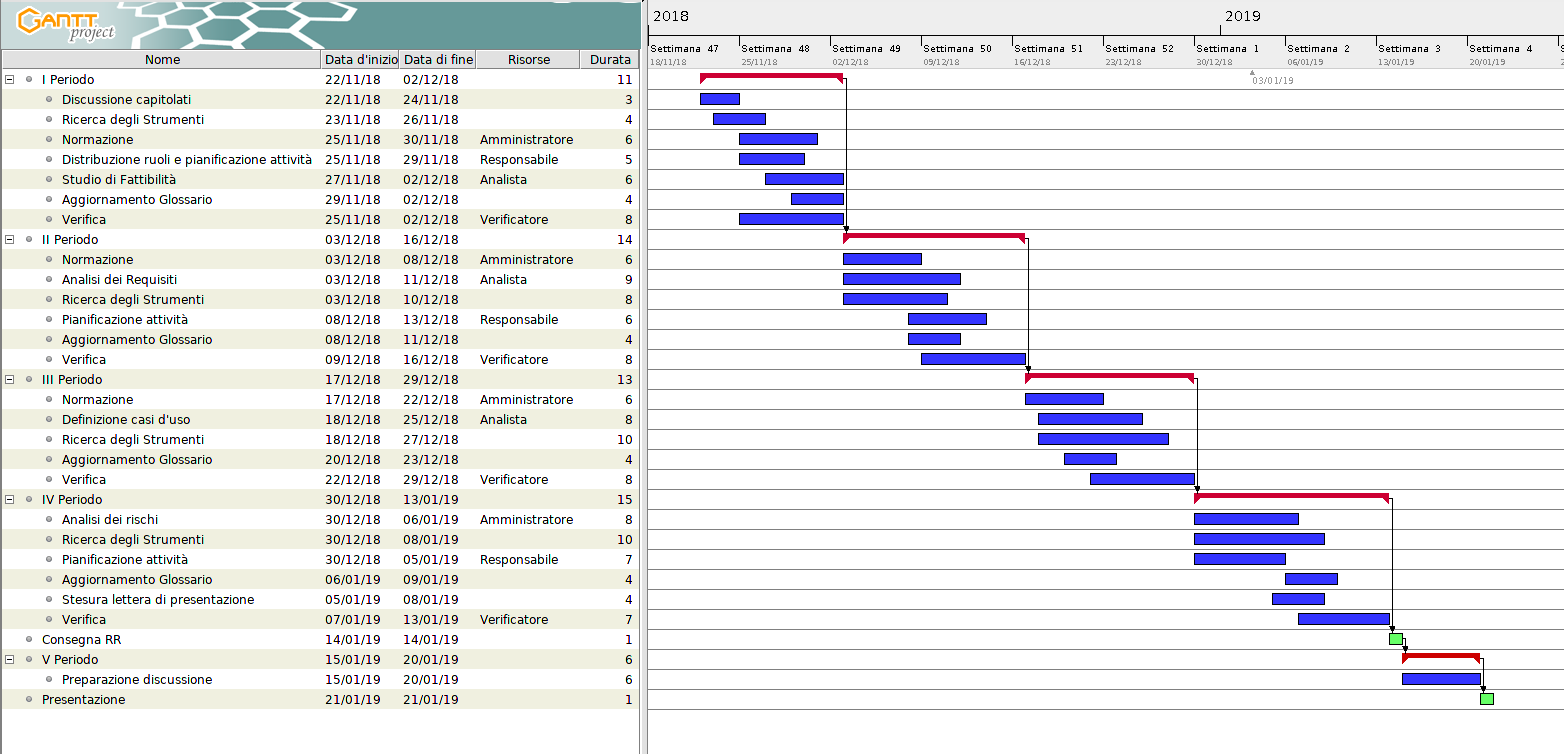 GANTT
project
2018 2019
Settimana 47 Settimana 48 Settimana 49 Settimana 50 Settimana 51 Settimana 52 Settimana 1 Settimana 2 Settimana 3 Settimana 4
18/11/18 25/11/18 02/12/18 09/12/18 16/12/18 23/12/18 30/12/18 06/01/19 13/01/19 20/01/19
03/01/19
Nome Data d'inizio Data di fine Risorse Durata
I Periodo 22/11/18 02/12/18 11
Discussione capitolati 22/11/18 24/11/18 3
Ricerca degli Strumenti 23/11/18 26/11/18 4
Normazione 25/11/18 30/11/18 Amministratore 6
Distribuzione ruoli e pianificazione attività 25/11/18 29/11/18 Responsabile 5
Studio di Fattibilità 27/11/18 02/12/18 Analista 6
Aggiornamento Glossario 29/11/18 02/12/18 4
Verifica 25/11/18 02/12/18 Verificatore 8
II Periodo 03/12/18 16/12/18 14
Normazione 03/12/18 08/12/18 Amministratore 6
Analisi dei Requisiti 03/12/18 11/12/18 Analista 9
Ricerca degli Strumenti 03/12/18 10/12/18 8
Pianificazione attività 08/12/18 13/12/18 Responsabile 6
Aggiornamento Glossario 08/12/18 11/12/18 4
Verifica 09/12/18 16/12/18 Verificatore 8
III Periodo 17/12/18 29/12/18 13
Normazione 17/12/18 22/12/18 Amministratore 6
Definizione casi d'uso 18/12/18 25/12/18 Analista 8
Ricerca degli Strumenti 18/12/18 27/12/18 10
Aggiornamento Glossario 20/12/18 23/12/18 4
Verifica 22/12/18 29/12/18 Verificatore 8
IV Periodo 30/12/18 13/01/19 15
Analisi dei rischi 30/12/18 06/01/19 Amministratore 8
Ricerca degli Strumenti 30/12/18 08/01/19 10
Pianificazione attività 30/12/18 05/01/19 Responsabile 7
Aggiornamento Glossario 06/01/19 09/01/19 4
Stesura lettera di presentazione 05/01/19 08/01/19 4
Verifica 07/01/19 13/01/19 Verificatore 7
Consegna RR 14/01/19 14/01/19 1
V Periodo 15/01/19 20/01/19 6
Preparazione discussione 15/01/19 20/01/19 6
Presentazione 21/01/19 21/01/19 1